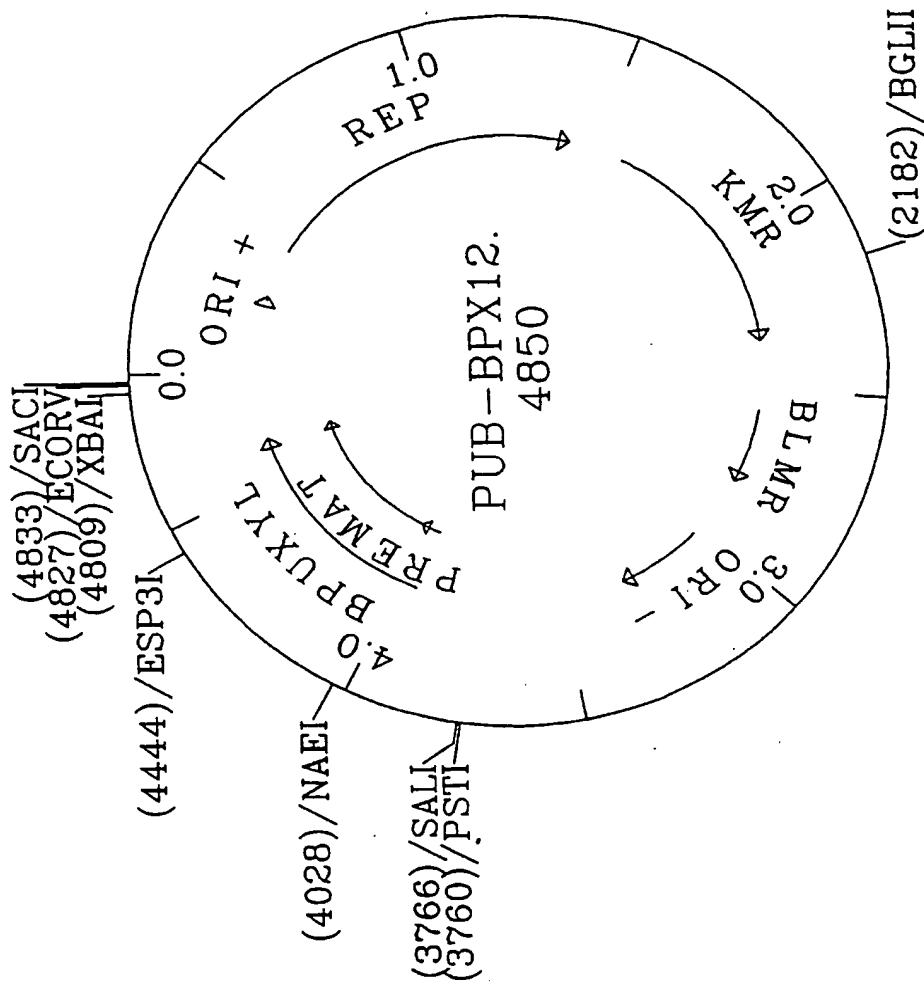 (4833)/SACI
(4827)/ECORV
(4809)/XBAI
(4444)/ESP3I
(4028)/NAEI
(3766)/SALI
(3760)/PSTI
(2182)/BGLII
0.0
1.0
2.0
3.0
4.0
ORI +
REP
KMR
BLMR
ORI -
BPUXYL
PREMAT
PUB-BPX12.
4850